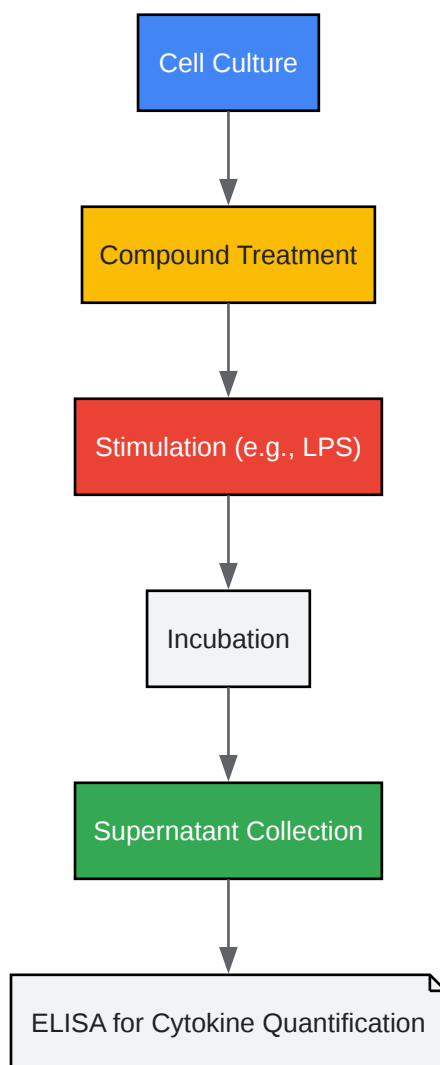 Cell Culture
Compound Treatment
Stimulation (e.g., LPS)
Incubation
Supernatant Collection
ELISA for Cytokine Quantification